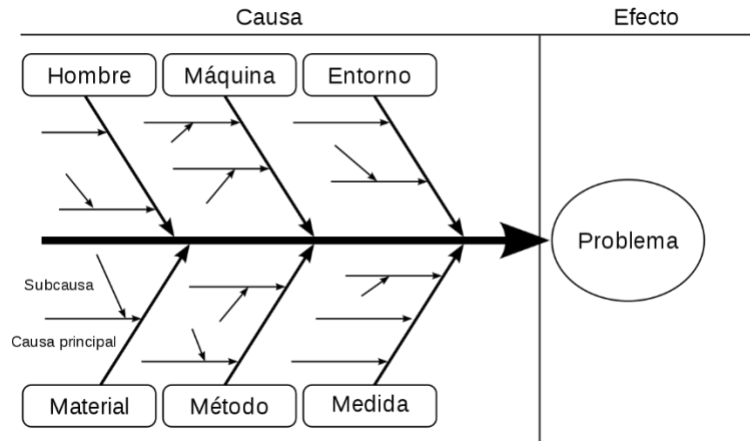 Causa
Efecto
Hombre
Máquina
Entorno
Problema
Subcausa
Causa principal
Material
Método
Medida